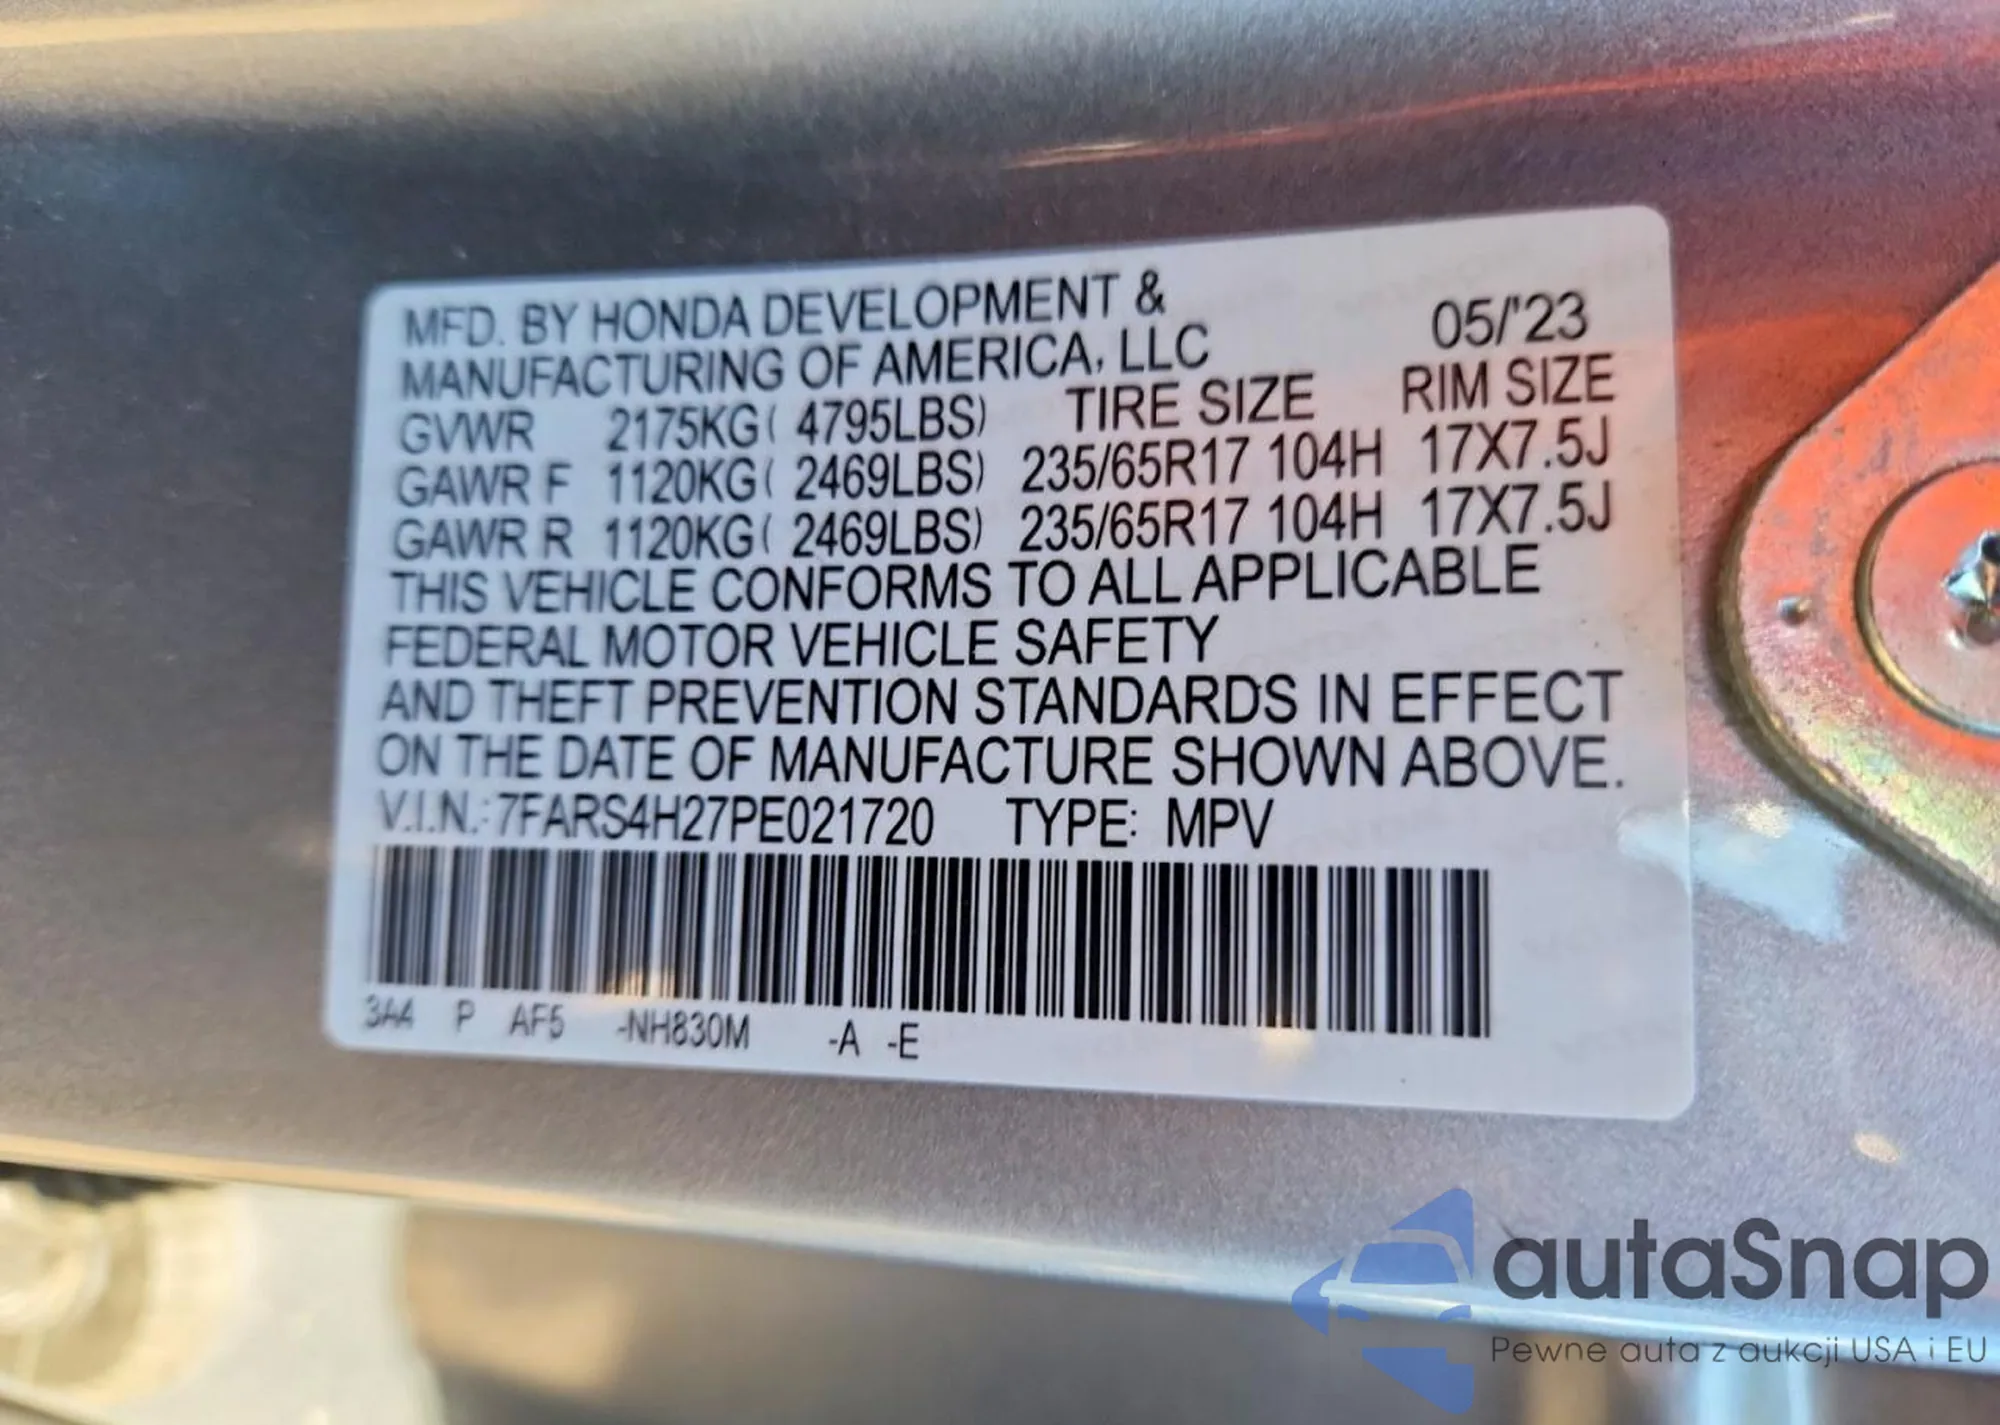 MFD. BY HONDA DEVELOPMENT & 05/'23
MANUFACTURING OF AMERICA, LLC
TIRE SIZE RIM SIZE
GVWR 2175KG( 4795LBS)
GAWR F 1120KG( 2469LBS) 235/65R17 104H 17X7.5J
GAWR R 1120KG( 2469LBS) 235/65R17 104H 17X7.5J
THIS VEHICLE CONFORMS TO ALL APPLICABLE
FEDERAL MOTOR VEHICLE SAFETY
AND THEFT PREVENTION STANDARDS IN EFFECT
ON THE DATE OF MANUFACTURE SHOWN ABOVE.
V.I.N.: 7FARS4H27PE021720 TYPE: MPV
3A4 P AF5 -NH830M -A -E
autaSnap
Pewne auta z aukcji USA i EU